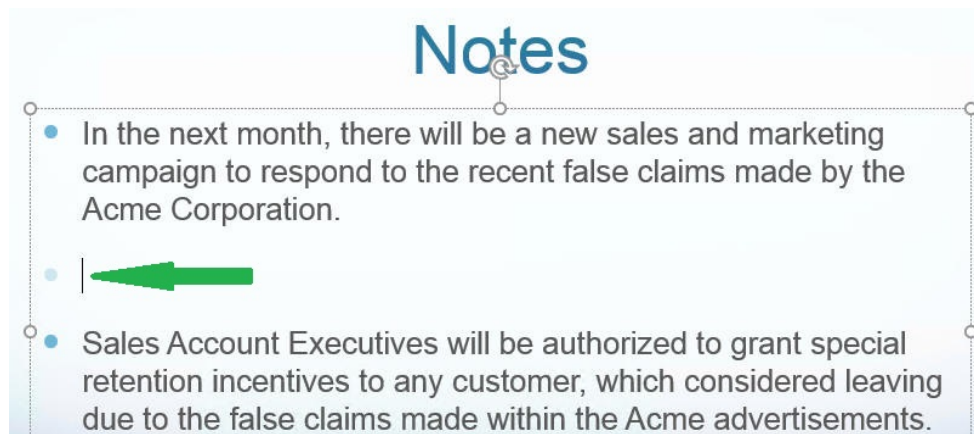 Notes
• In the next month, there will be a new sales and marketing
campaign to respond to the recent false claims made by the
Acme Corporation.
•
• Sales Account Executives will be authorized to grant special
retention incentives to any customer, which considered leaving
due to the false claims made within the Acme advertisements.